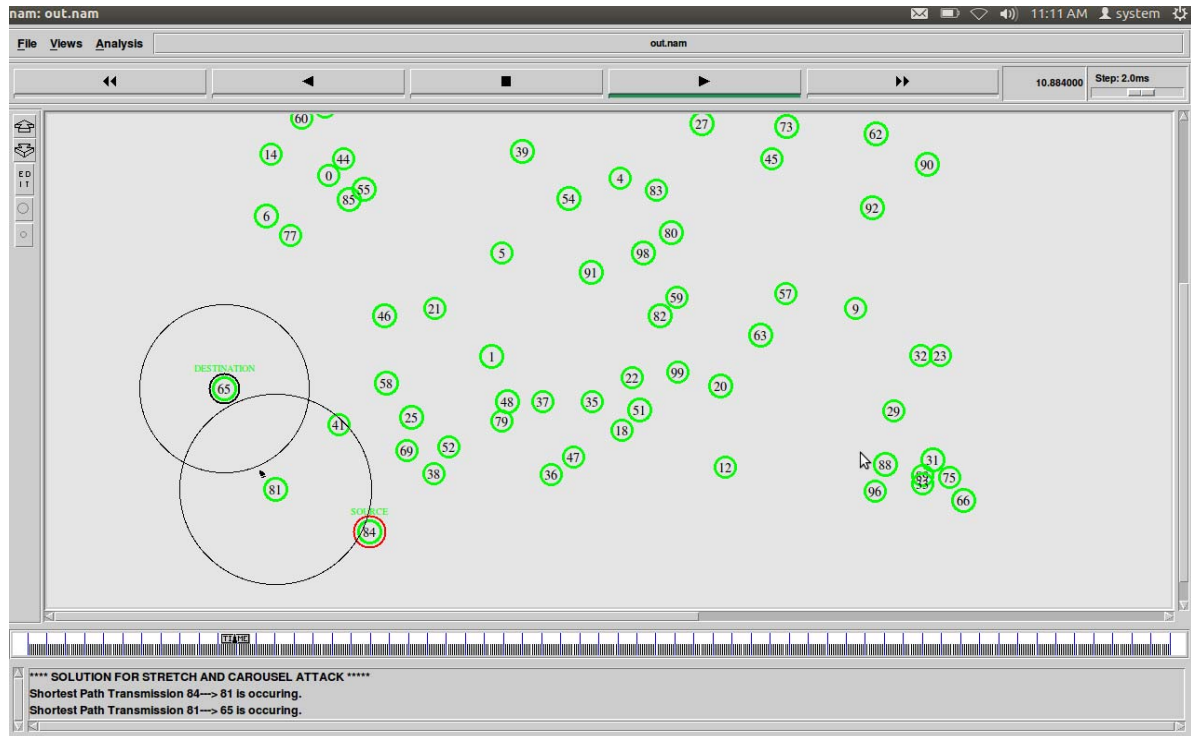 nam: out.nam
11:11 AM system
File Views Analysis out.nam
10.884000 Step: 2.0ms
60 27 73
62
14 44 39 45 90
0 4
55 83
85 54
6 92
77 80
5 98
91
59 57
46 21 82 9
63
1 32 23
DESTINATION
65 58 22 99 20
48 37 35 51 29
41 25 79 18
69 52 47 31
38 36 12 88
81 75
96 66
SOURCE
84
E D
I T
TIME
**** SOLUTION FOR STRETCH AND CAROUSEL ATTACK *****
Shortest Path Transmission 84---> 81 is occuring.
Shortest Path Transmission 81---> 65 is occuring.